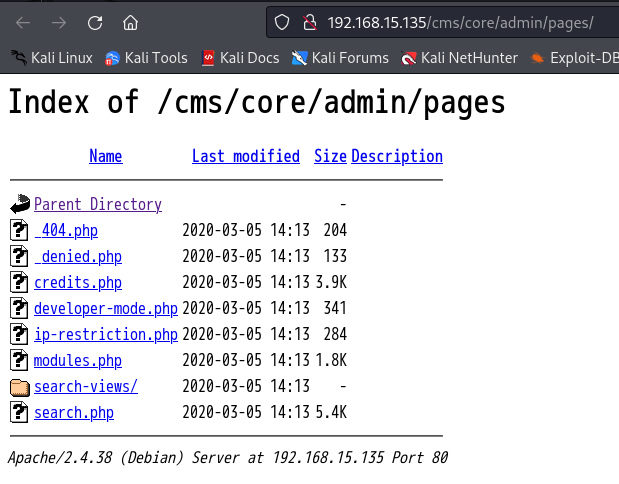 192.168.15.135/cms/core/admin/pages/
Kali Linux Kali Tools Kali Docs Kali Forums Kali NetHunter Exploit-DB
Index of /cms/core/admin/pages
Name Last modified Size Description
Parent Directory -
_404.php 2020-03-05 14:13 204
_denied.php 2020-03-05 14:13 133
credits.php 2020-03-05 14:13 3.9K
developer-mode.php 2020-03-05 14:13 341
ip-restriction.php 2020-03-05 14:13 284
modules.php 2020-03-05 14:13 1.8K
search-views/ 2020-03-05 14:13 -
search.php 2020-03-05 14:13 5.4K
Apache/2.4.38 (Debian) Server at 192.168.15.135 Port 80